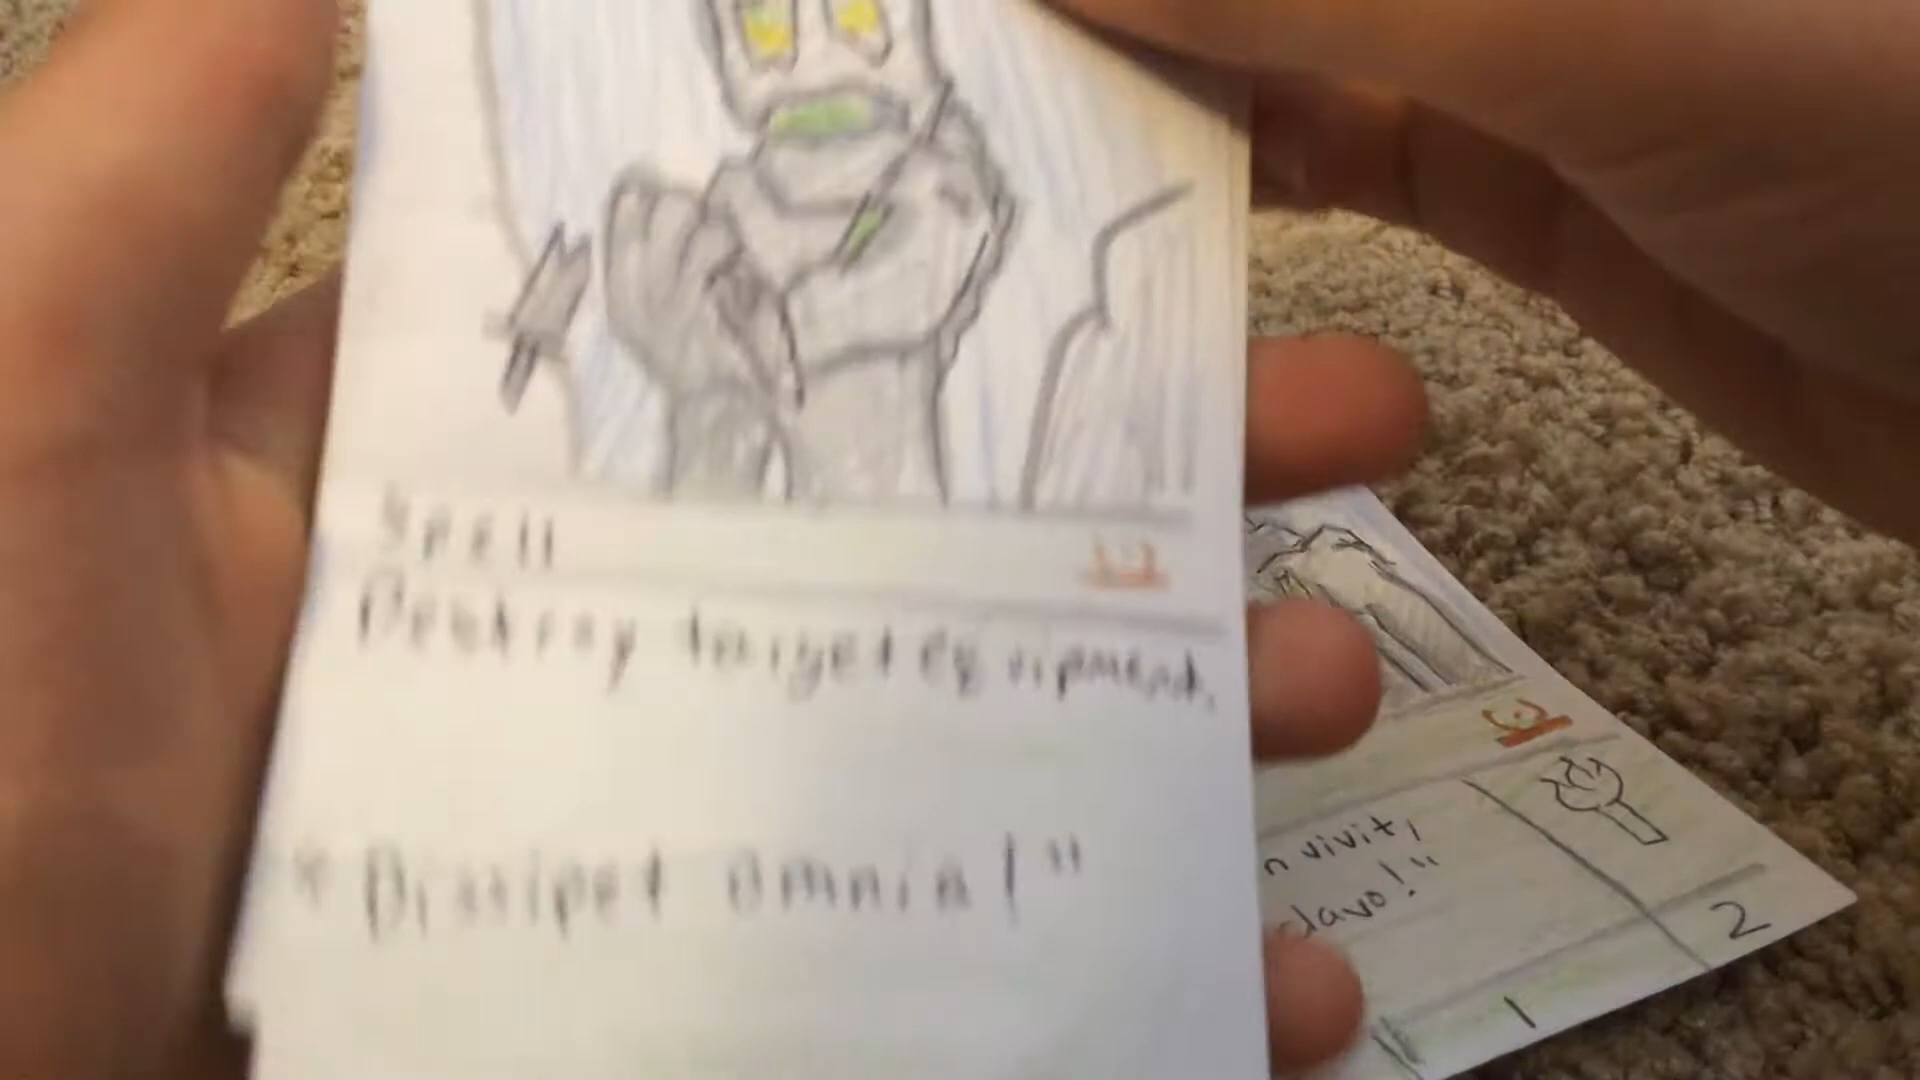 Spell
Destroy target equipment.
"Dissipet omnia!"
n vivit,
clavo!"
2
1